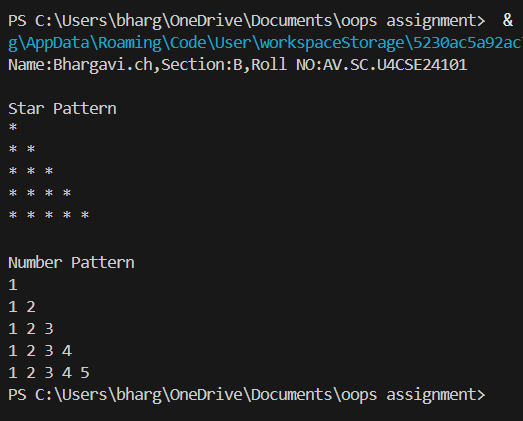 PS C:\Users\bharg\OneDrive\Documents\oops assignment>  &
g\AppData\Roaming\Code\User\workspaceStorage\5230ac5a92ac
Name:Bhargavi.ch,Section:B,Roll NO:AV.SC.U4CSE24101
Star Pattern
*
* *
* * *
* * * *
* * * * *
Number Pattern
1
1 2
1 2 3
1 2 3 4
1 2 3 4 5
PS C:\Users\bharg\OneDrive\Documents\oops assignment>